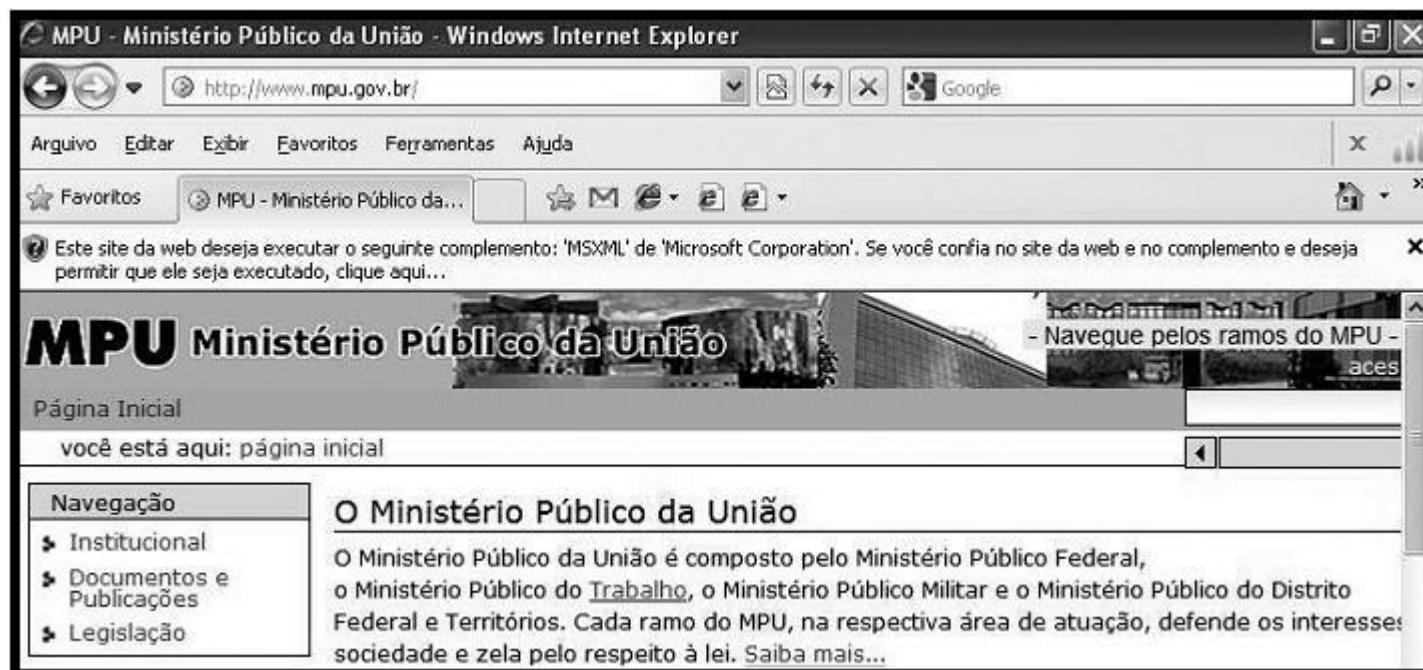 MPU - Ministério Público da União - Windows Internet Explorer
http://www.mpu.gov.br/
Google
Arquivo Editar Exibir Favoritos Ferramentas Ajuda
Favoritos MPU - Ministério Público da...
Este site da web deseja executar o seguinte complemento: 'MSXML' de 'Microsoft Corporation'. Se você confia no site da web e no complemento e deseja
permitir que ele seja executado, clique aqui...
MPU Ministério Público da União
- Navegue pelos ramos do MPU -
aces
Página Inicial
você está aqui: página inicial
Navegação
Institucional
Documentos e
Publicações
Legislação
O Ministério Público da União
O Ministério Público da União é composto pelo Ministério Público Federal,
o Ministério Público do Trabalho, o Ministério Público Militar e o Ministério Público do Distrito
Federal e Territórios. Cada ramo do MPU, na respectiva área de atuação, defende os interesses
sociedade e zela pelo respeito à lei. Saiba mais...